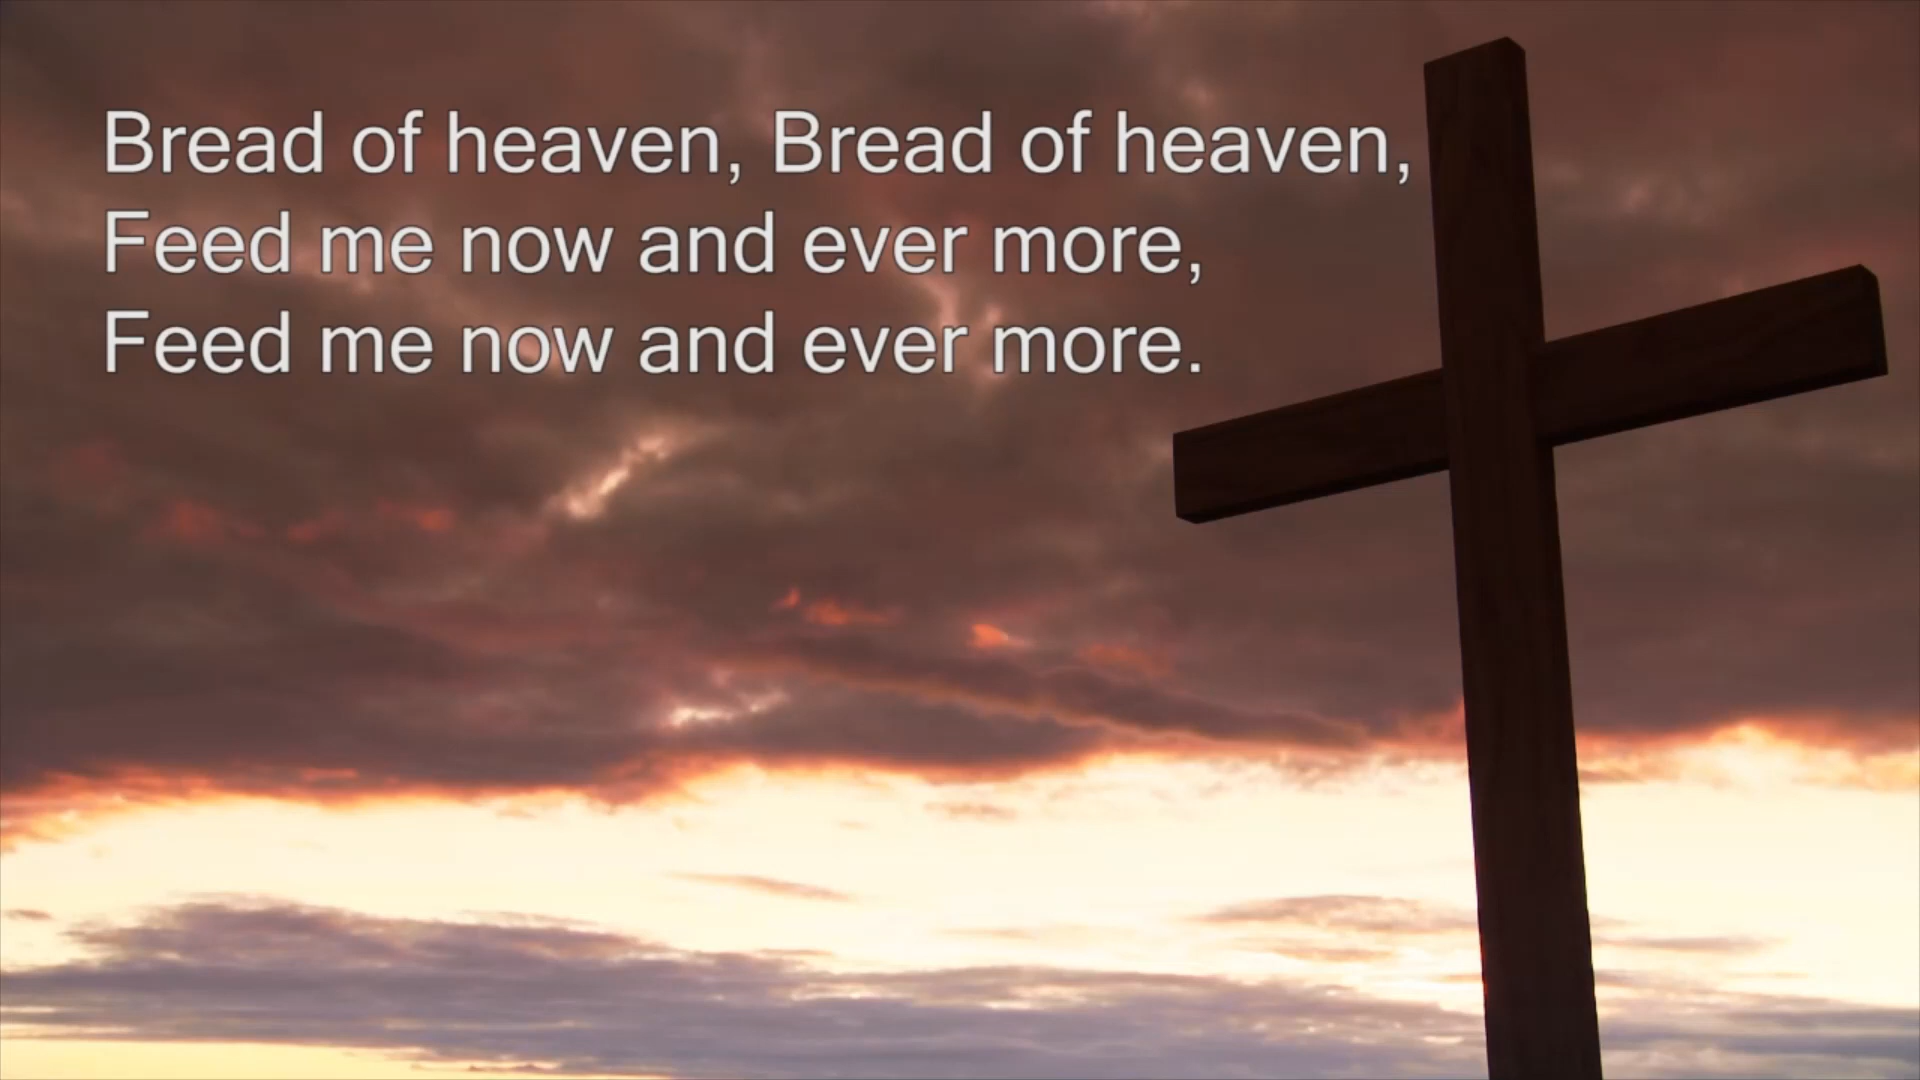 Bread of heaven, Bread of heaven,
Feed me now and ever more,
Feed me now and ever more.